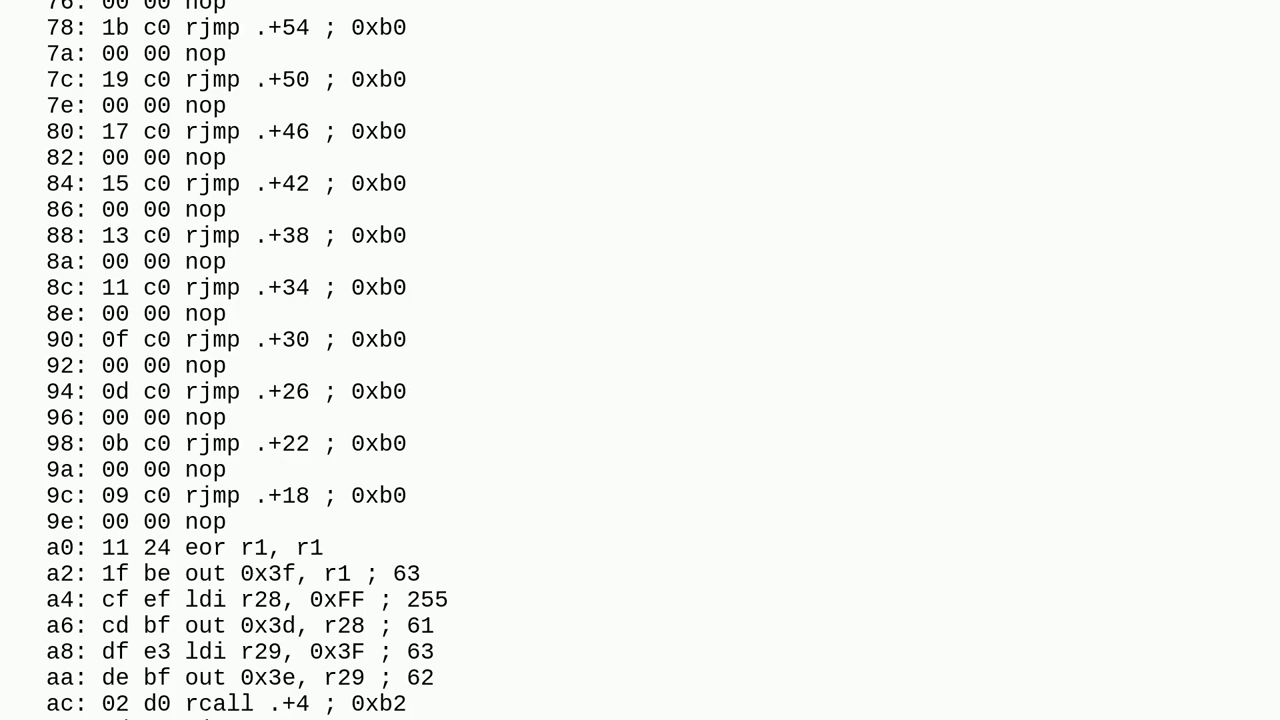 76: 00 00 nop
78: 1b c0 rjmp .+54 ; 0xb0
7a: 00 00 nop
7c: 19 c0 rjmp .+50 ; 0xb0
7e: 00 00 nop
80: 17 c0 rjmp .+46 ; 0xb0
82: 00 00 nop
84: 15 c0 rjmp .+42 ; 0xb0
86: 00 00 nop
88: 13 c0 rjmp .+38 ; 0xb0
8a: 00 00 nop
8c: 11 c0 rjmp .+34 ; 0xb0
8e: 00 00 nop
90: 0f c0 rjmp .+30 ; 0xb0
92: 00 00 nop
94: 0d c0 rjmp .+26 ; 0xb0
96: 00 00 nop
98: 0b c0 rjmp .+22 ; 0xb0
9a: 00 00 nop
9c: 09 c0 rjmp .+18 ; 0xb0
9e: 00 00 nop
a0: 11 24 eor r1, r1
a2: 1f be out 0x3f, r1 ; 63
a4: cf ef ldi r28, 0xFF ; 255
a6: cd bf out 0x3d, r28 ; 61
a8: df e3 ldi r29, 0x3F ; 63
aa: de bf out 0x3e, r29 ; 62
ac: 02 d0 rcall .+4 ; 0xb2